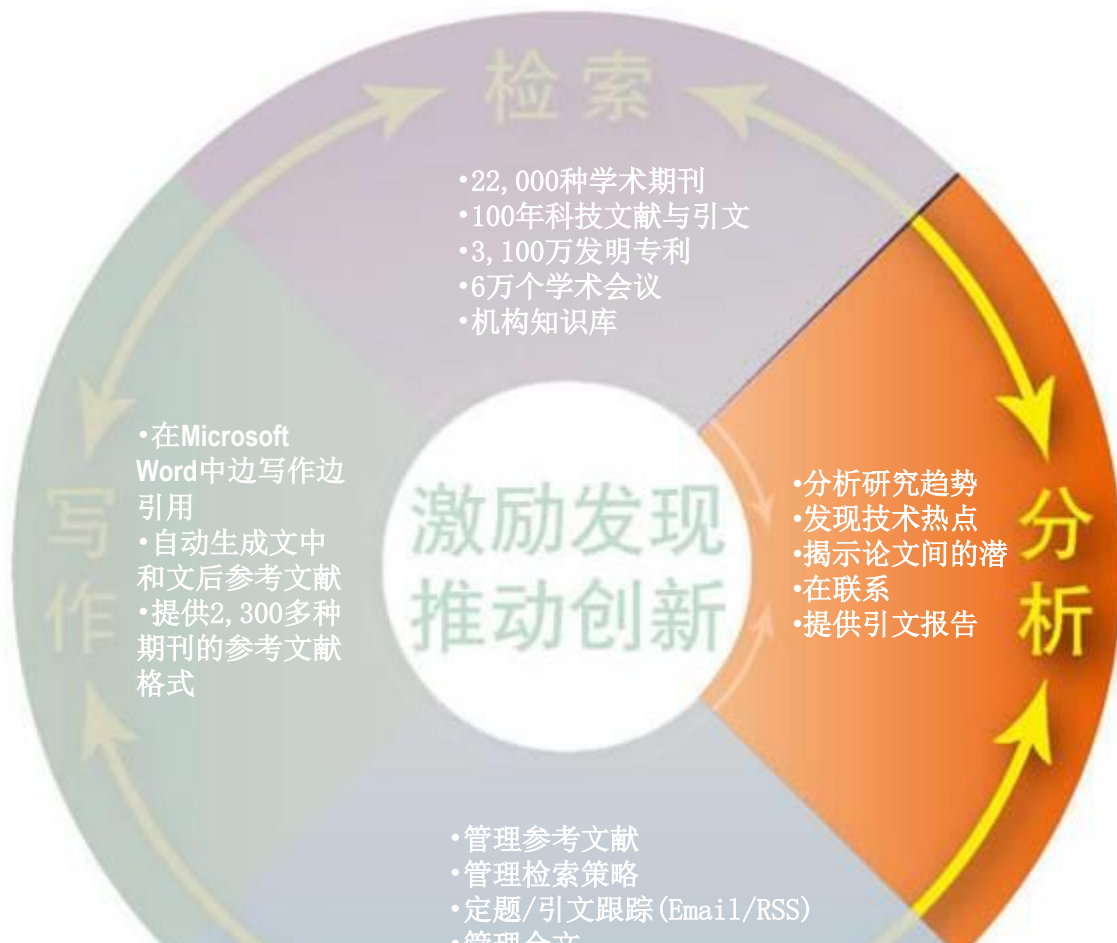 检索
•22,000种学术期刊
•100年科技文献与引文
•3,100万发明专利
•6万个学术会议
•机构知识库
写
作
•在Microsoft
Word中边写作边
引用
•自动生成文中
和文后参考文献
•提供2,300多种
期刊的参考文献
格式
激励发现
推动创新
•分析研究趋势
•发现技术热点
•揭示论文间的潜
•在联系
•提供引文报告
分
析
•管理参考文献
•管理检索策略
•定题/引文跟踪(Email/RSS)
•管理全文